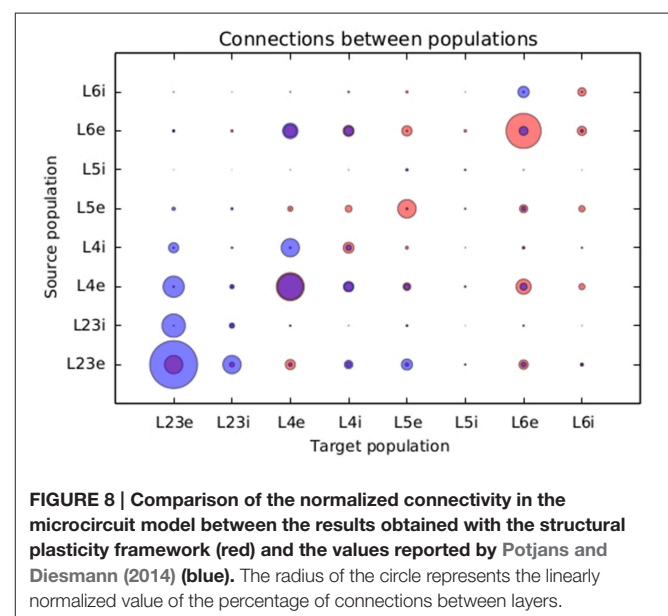 Connections between populations
Source population
L6i
L6e
L5i
L5e
L4i
L4e
L23i
L23e
L23e L23i L4e L4i L5e L5i L6e L6i
Target population
FIGURE 8 | Comparison of the normalized connectivity in the
microcircuit model between the results obtained with the structural
plasticity framework (red) and the values reported by Potjans and
Diesmann (2014) (blue). The radius of the circle represents the linearly
normalized value of the percentage of connections between layers.